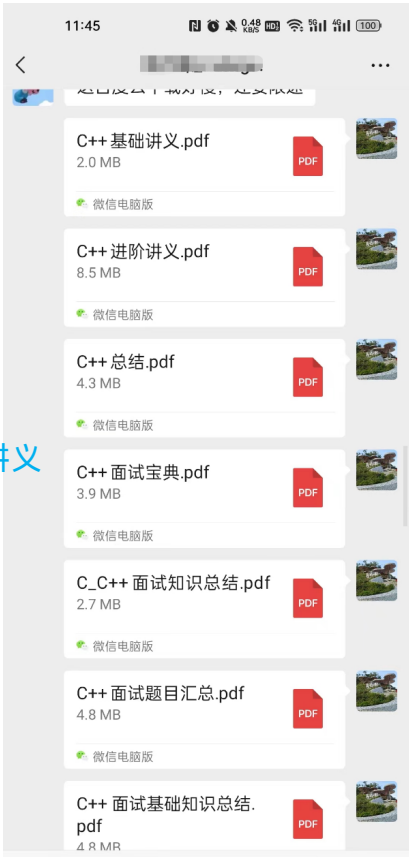 11:45
0.48 KB/S HD 5G 4G 100
C++基础讲义.pdf
2.0 MB
PDF
微信电脑版
C++进阶讲义.pdf
8.5 MB
PDF
微信电脑版
C++总结.pdf
4.3 MB
PDF
微信电脑版
讲义
C++面试宝典.pdf
3.9 MB
PDF
微信电脑版
C_C++面试知识总结.pdf
2.7 MB
PDF
微信电脑版
C++面试题目汇总.pdf
4.8 MB
PDF
微信电脑版
C++ 面试基础知识总结.
pdf
4.8 MB
PDF